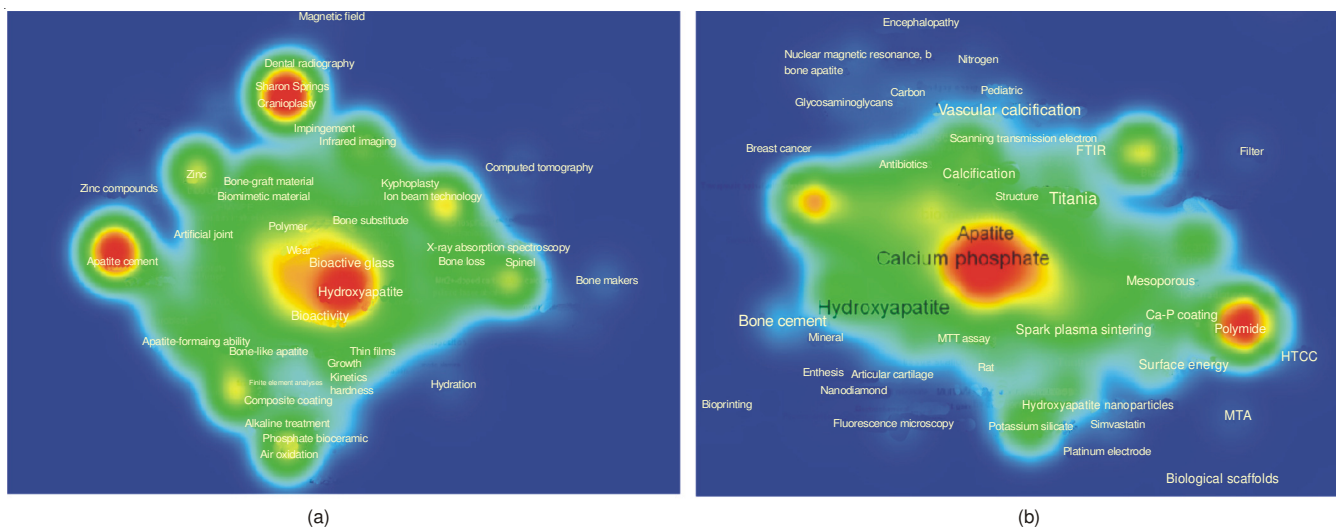 Magnetic field
Dental radiography
Sharon Springs
Cranioplasty
Impingement
Infrared imaging
Computed tomography
Zinc
Zinc compounds
Bone-graft material
Biomimetic material
Kyphoplasty
Ion beam technology
Bone substitude
Polymer
Artificial joint
Wear
X-ray absorption spectroscopy
Apatite cement
Bioactive glass
Bone loss
Spinel
Bone makers
Hydroxyapatite
Bioactivity
Apatite-formaing ability
Bone-like apatite
Thin films
Growth
Kinetics
hardness
Finite element analyses
Hydration
Composite coating
Alkaline treatment
Phosphate bioceramic
Air oxidation
(a)
Encephalopathy
Nuclear magnetic resonance, b
bone apatite
Nitrogen
Carbon
Pediatric
Glycosaminoglycans
Vascular calcification
Scanning transmission electron
Breast cancer
FTIR
Filter
Antibiotics
Calcification
Structure
Titania
Apatite
Calcium phosphate
Mesoporous
Hydroxyapatite
Bone cement
Ca-P coating
Mineral
MTT assay
Spark plasma sintering
Polymide
HTCC
Rat
Surface energy
Enthesis
Articular cartilage
Nanodiamond
Bioprinting
Hydroxyapatite nanoparticles
MTA
Fluorescence microscopy
Potassium silicate
Simvastatin
Platinum electrode
Biological scaffolds
(b)